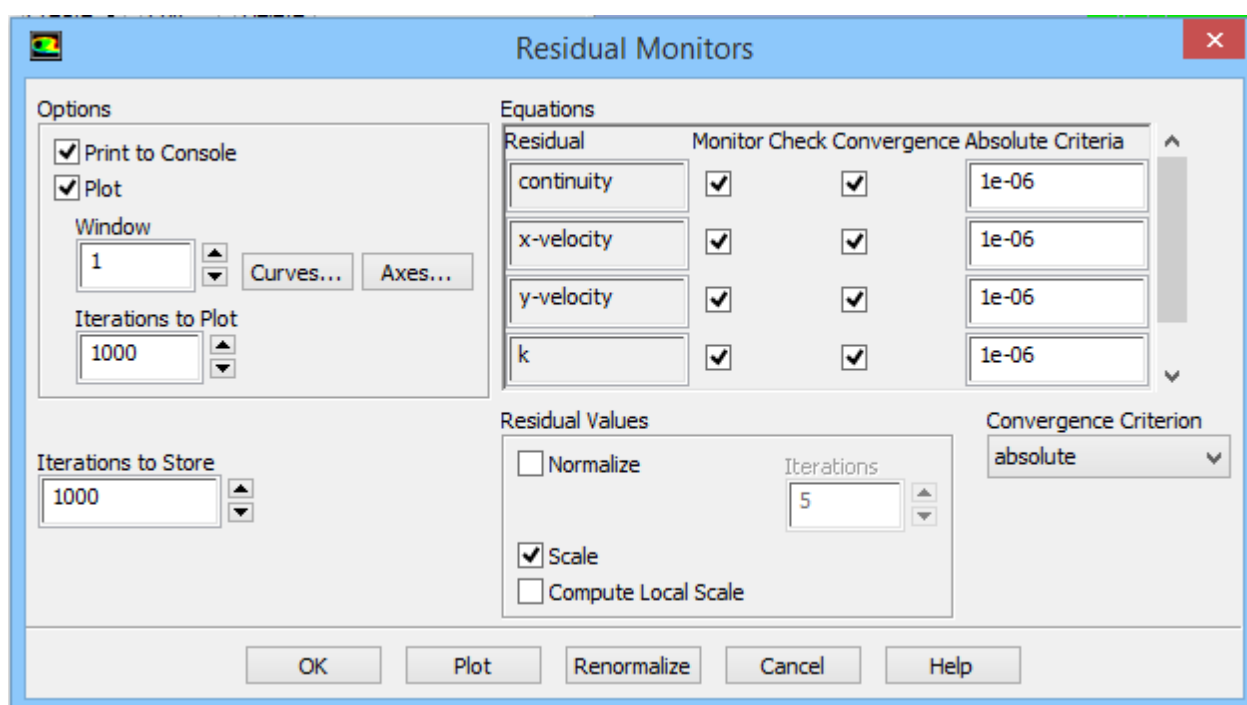 Residual Monitors
Options
Print to Console
Plot
Window
1
Curves...
Axes...
Iterations to Plot
1000
Iterations to Store
1000
Equations
Residual Monitor Check Convergence Absolute Criteria
continuity 1e-06
x-velocity 1e-06
y-velocity 1e-06
k 1e-06
Residual Values
Normalize
Iterations
5
Scale
Compute Local Scale
Convergence Criterion
absolute
OK Plot Renormalize Cancel Help